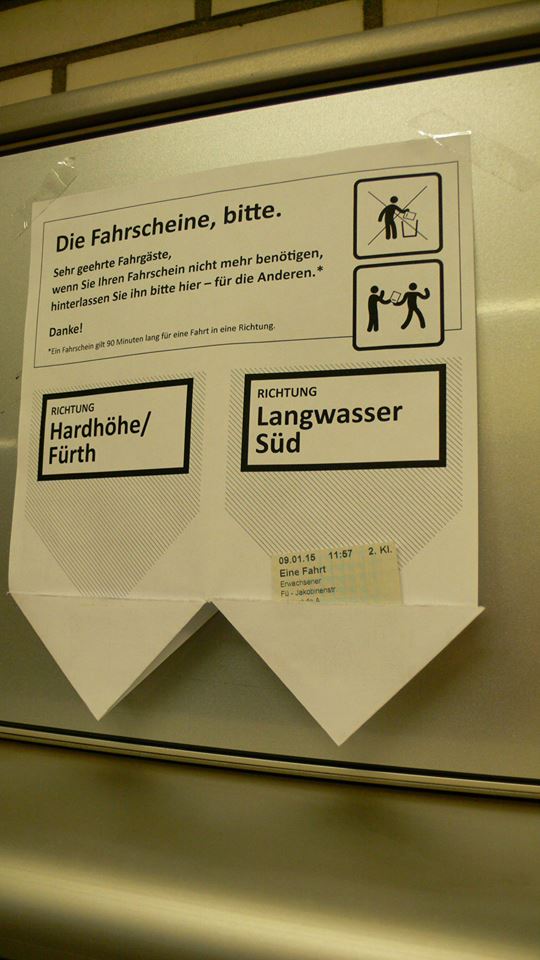 Die Fahrscheine, bitte.
Sehr geehrte Fahrgäste,
wenn Sie Ihren Fahrschein nicht mehr benötigen,
hinterlassen Sie ihn bitte hier – für die Anderen.*
Danke!
*Ein Fahrschein gilt 90 Minuten lang für eine Fahrt in eine Richtung.
RICHTUNG
Hardhöhe/
Fürth
RICHTUNG
Langwasser
Süd
09.01.15 11:57 2. Kl.
Eine Fahrt
Erwachsener
Fü - Jakobinenstr